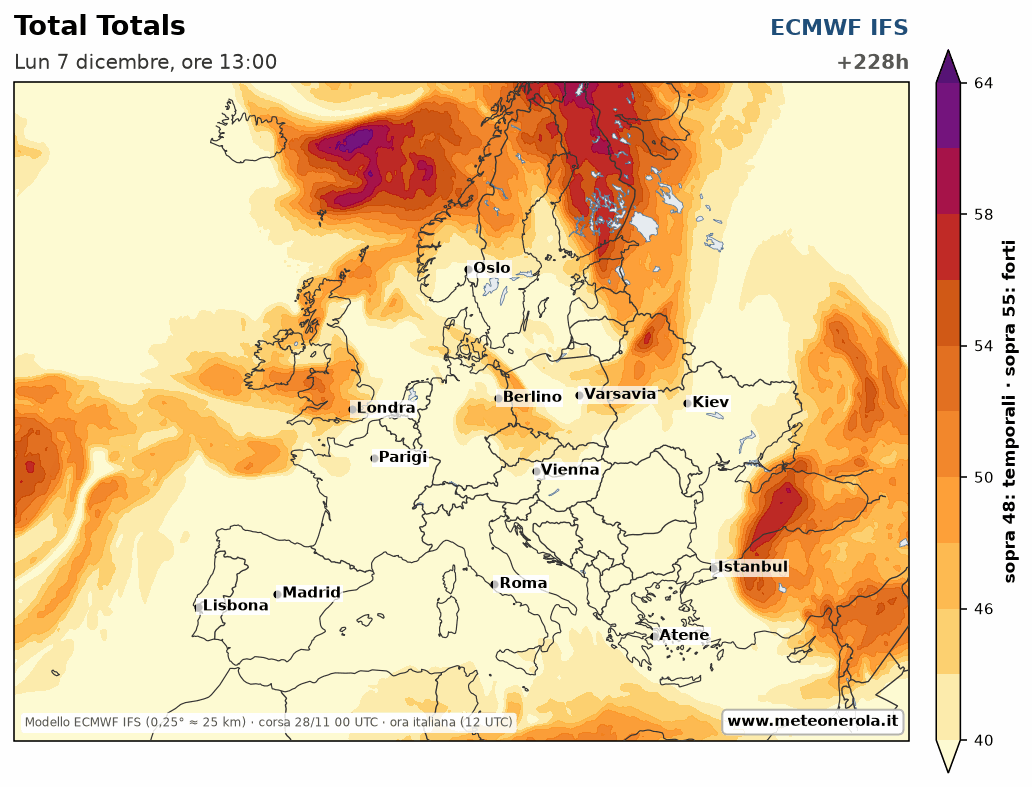 Total Totals
ECMWF IFS
Lun 7 dicembre, ore 13:00
+228h
64
58
54
50
46
40
sopra 48: temporali · sopra 55: forti
Oslo
Berlino
Varsavia
Kiev
Londra
Parigi
Vienna
Istanbul
Roma
Madrid
Lisbona
Atene
Modello ECMWF IFS (0,25° ≈ 25 km) · corsa 28/11 00 UTC · ora italiana (12 UTC)
www.meteonerola.it